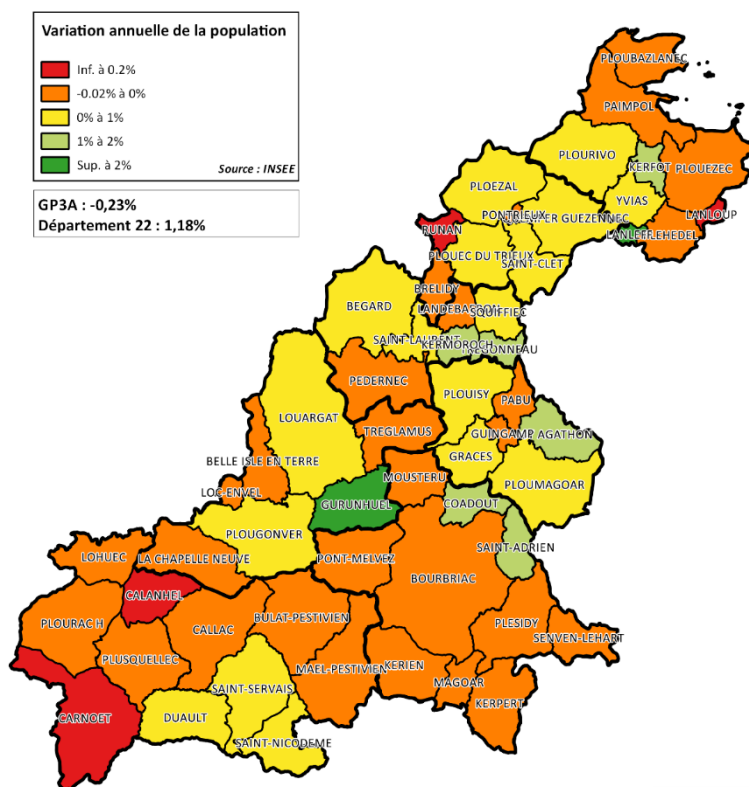 Variation annuelle de la population
Inf. à 0.2%
-0.02% à 0%
0% à 1%
1% à 2%
Sup. à 2%
Source : INSEE
GP3A : -0,23%
Département 22 : 1,18%
PLOUBAZLANEC
PAIMPOL
PLOURIVO
KERFOT
PLOUEZEC
PLOEZAL
YVIAS
PONTRIEUX
GUEZENNEC
LANLOUP
RUNAN
LANLEFF
LEHEDEL
PLOUEC DU TRIEUX
SAINT-CLET
BRELIDY
BEGARD
SQUIFFIEC
SAINT-LAURENT
KERMOROCH
PEDERNEC
PLOUISY
PABU
LOUARGAT
TREGLAMUS
GUINGAMP
AGATHON
BELLE ISLE EN TERRE
GRACES
MOUSTERU
PLOUMAGOAR
LOC-ENVEL
GURUNHUEL
COADOUT
PLOUGONVER
SAINT-ADRIEN
LOHUEC
LA CHAPELLE NEUVE
PONT-MELVEZ
BOURBRIAC
CALANHEL
PLOURAC H
CALLAC
BULAT-PESTIVIEN
PLESIDY
SENVEN-LEHART
PLUSQUELLEC
MAEL-PESTIVIEN
KERIEN
SAINT-SERVAIS
MAGOAR
KERPERT
CARNOET
DUAULT
SAINT-NICODEME